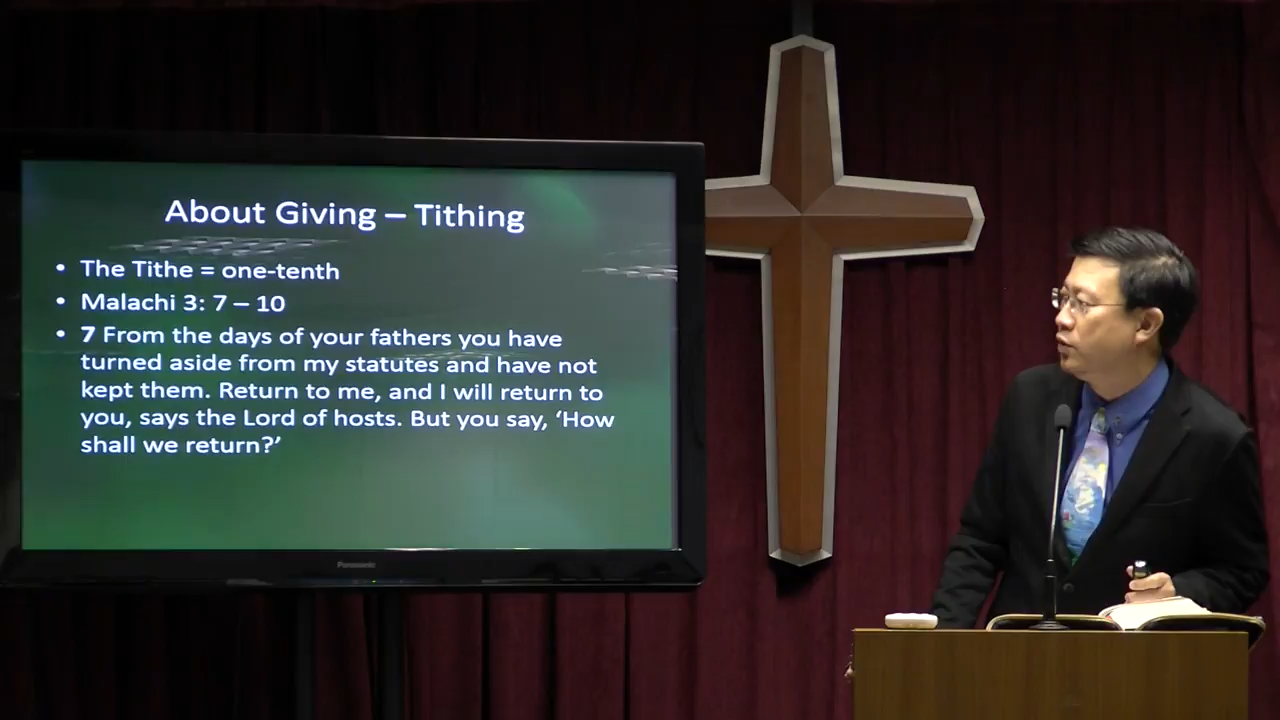 About Giving – Tithing
• The Tithe = one-tenth
• Malachi 3: 7 – 10
• 7 From the days of your fathers you have
turned aside from my statutes and have not
kept them. Return to me, and I will return to
you, says the Lord of hosts. But you say, ‘How
shall we return?’
Panasonic